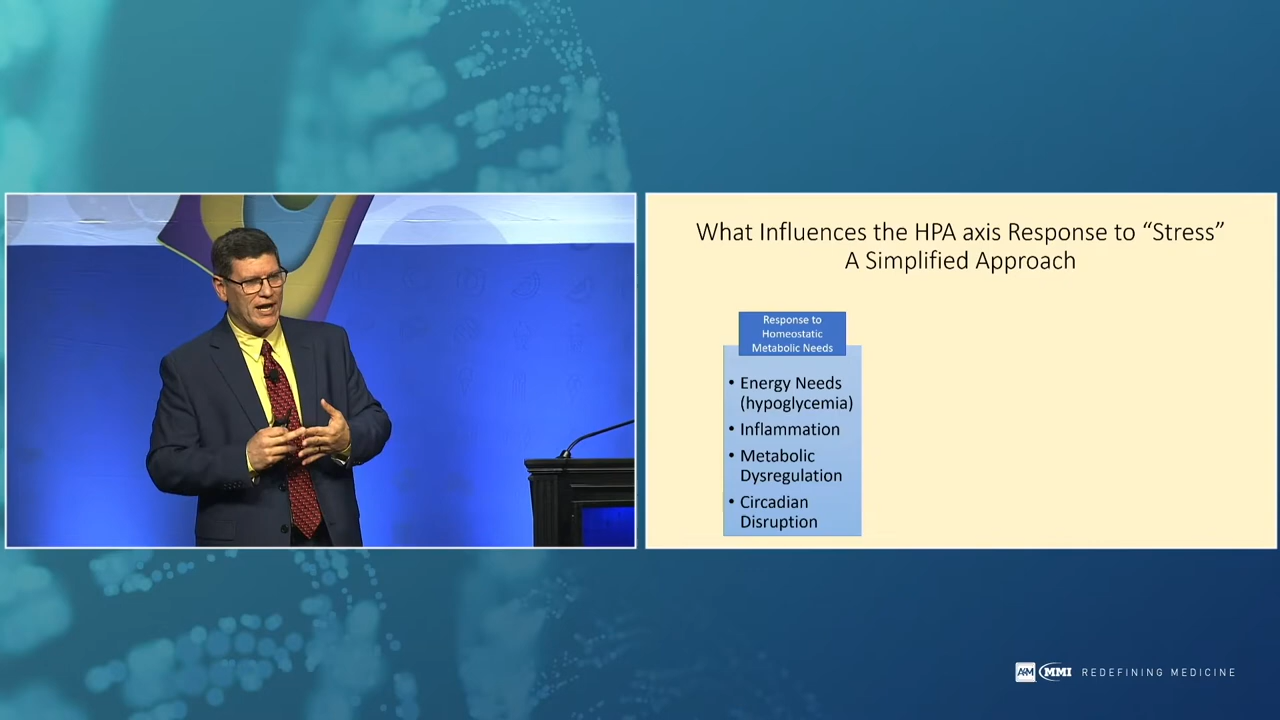 What Influences the HPA axis Response to “Stress”
A Simplified Approach
Response to
Homeostatic
Metabolic Needs
• Energy Needs
(hypoglycemia)
• Inflammation
• Metabolic
Dysregulation
• Circadian
Disruption
A4M MMI REDEFINING MEDICINE